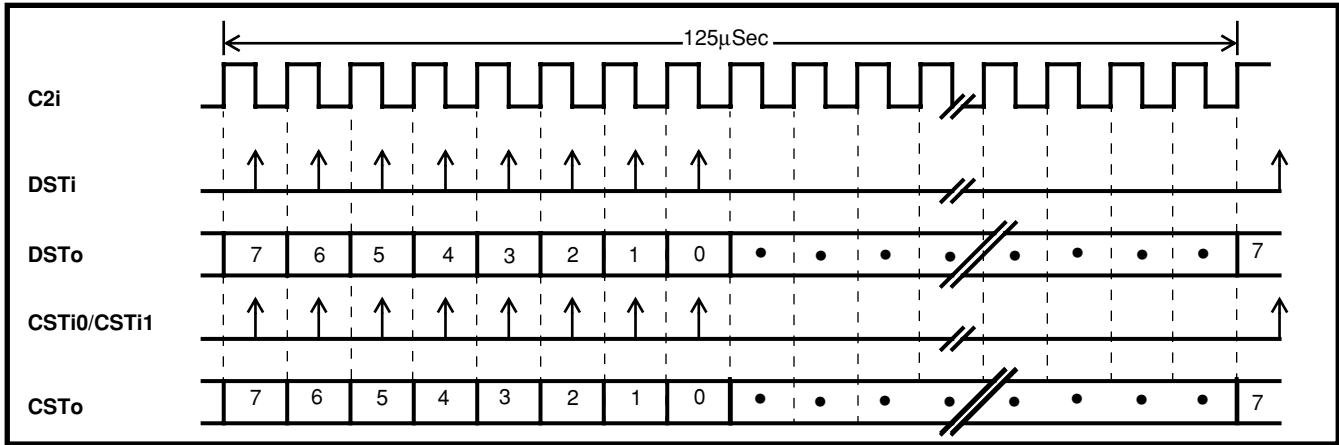 125μSec
C2i
DSTi
DSTo 7 6 5 4 3 2 1 0 • • • • • • • • 7
CSTi0/CSTi1
CSTo 7 6 5 4 3 2 1 0 • • • • • • • • 7